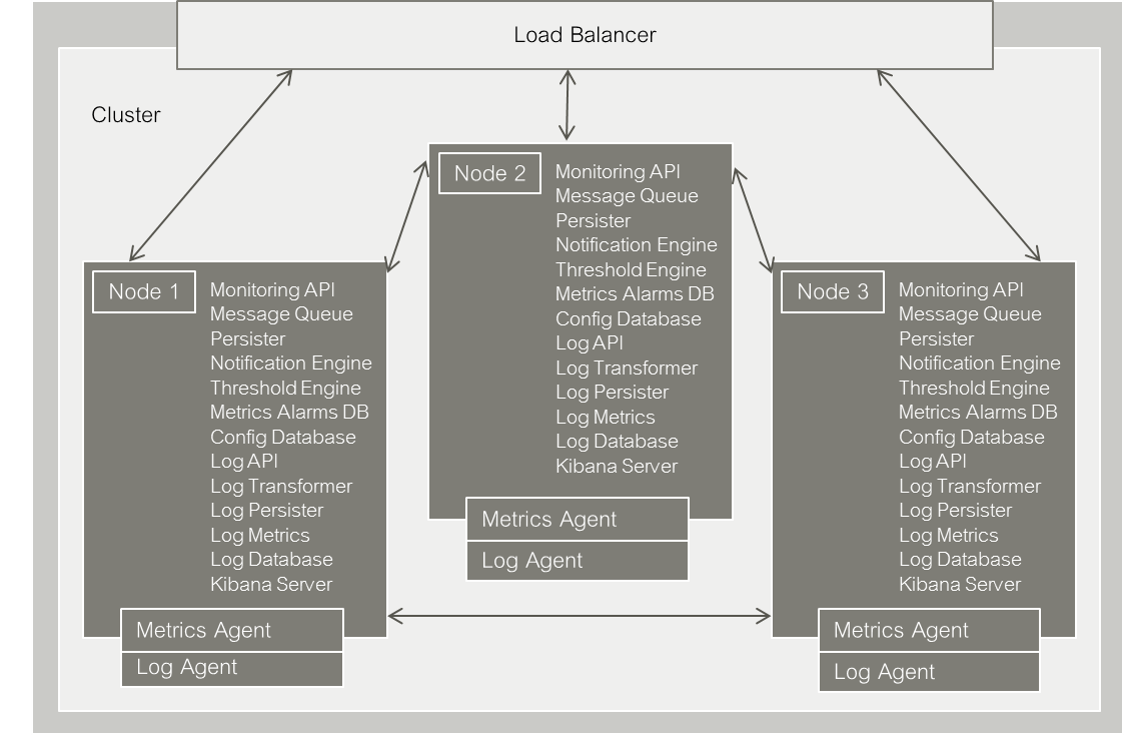 Load Balancer
Cluster
Node 1
Monitoring API
Message Queue
Persister
Notification Engine
Threshold Engine
Metrics Alarms DB
Config Database
Log API
Log Transformer
Log Persister
Log Metrics
Log Database
Kibana Server
Metrics Agent
Log Agent
Node 2
Monitoring API
Message Queue
Persister
Notification Engine
Threshold Engine
Metrics Alarms DB
Config Database
Log API
Log Transformer
Log Persister
Log Metrics
Log Database
Kibana Server
Metrics Agent
Log Agent
Node 3
Monitoring API
Message Queue
Persister
Notification Engine
Threshold Engine
Metrics Alarms DB
Config Database
Log API
Log Transformer
Log Persister
Log Metrics
Log Database
Kibana Server
Metrics Agent
Log Agent